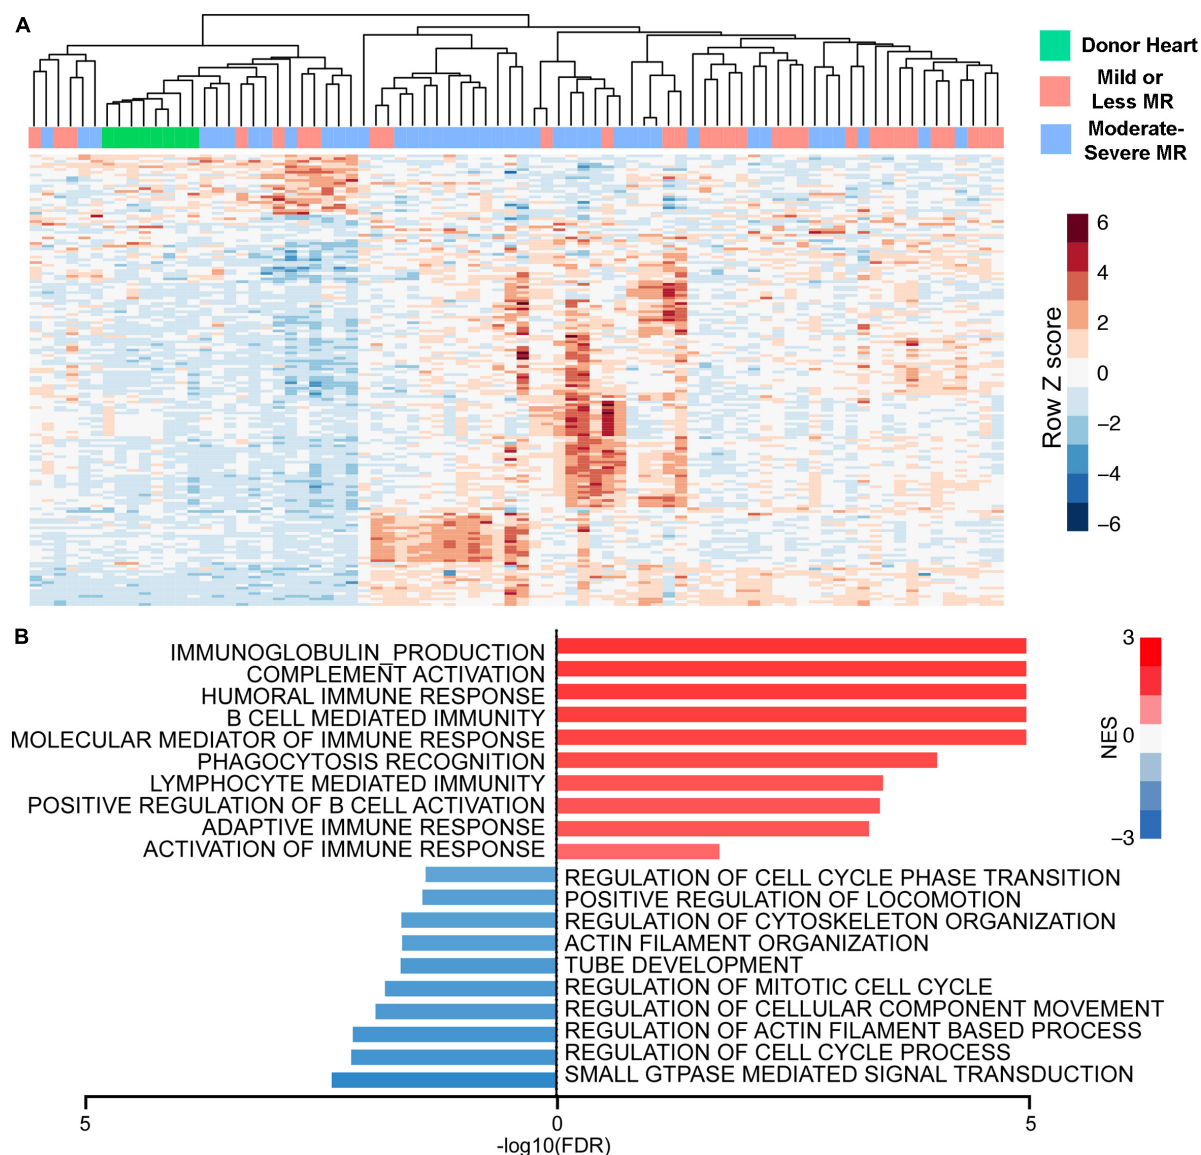 A
Donor Heart
Mild or
Less MR
Moderate-
Severe MR
6
4
2
0
−2
−4
−6
Row Z score
B
IMMUNOGLOBULIN_PRODUCTION
COMPLEMENT ACTIVATION
HUMORAL IMMUNE RESPONSE
B CELL MEDIATED IMMUNITY
MOLECULAR MEDIATOR OF IMMUNE RESPONSE
PHAGOCYTOSIS RECOGNITION
LYMPHOCYTE MEDIATED IMMUNITY
POSITIVE REGULATION OF B CELL ACTIVATION
ADAPTIVE IMMUNE RESPONSE
ACTIVATION OF IMMUNE RESPONSE
3
0
−3
NES
REGULATION OF CELL CYCLE PHASE TRANSITION
POSITIVE REGULATION OF LOCOMOTION
REGULATION OF CYTOSKELETON ORGANIZATION
ACTIN FILAMENT ORGANIZATION
TUBE DEVELOPMENT
REGULATION OF MITOTIC CELL CYCLE
REGULATION OF CELLULAR COMPONENT MOVEMENT
REGULATION OF ACTIN FILAMENT BASED PROCESS
REGULATION OF CELL CYCLE PROCESS
SMALL GTPASE MEDIATED SIGNAL TRANSDUCTION
5 0 5
-log10(FDR)